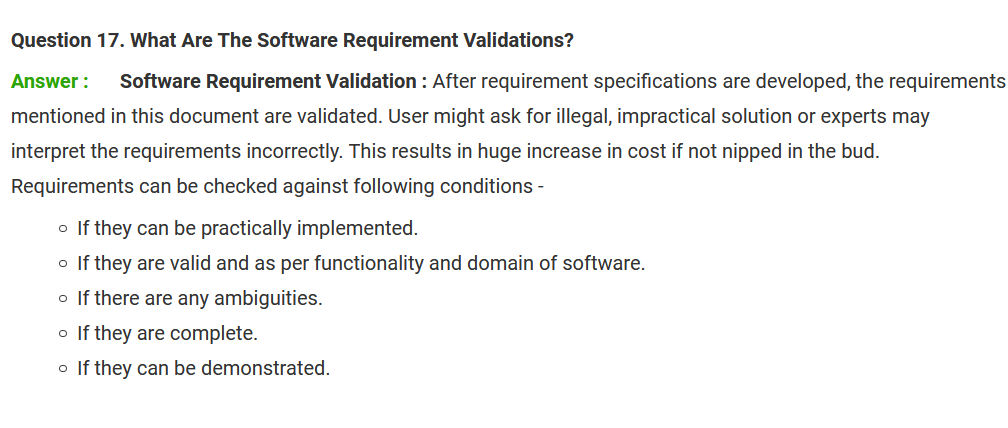 Question 17. What Are The Software Requirement Validations?
Answer : Software Requirement Validation : After requirement specifications are developed, the requirements
mentioned in this document are validated. User might ask for illegal, impractical solution or experts may
interpret the requirements incorrectly. This results in huge increase in cost if not nipped in the bud.
Requirements can be checked against following conditions -
○ If they can be practically implemented.
○ If they are valid and as per functionality and domain of software.
○ If there are any ambiguities.
○ If they are complete.
○ If they can be demonstrated.